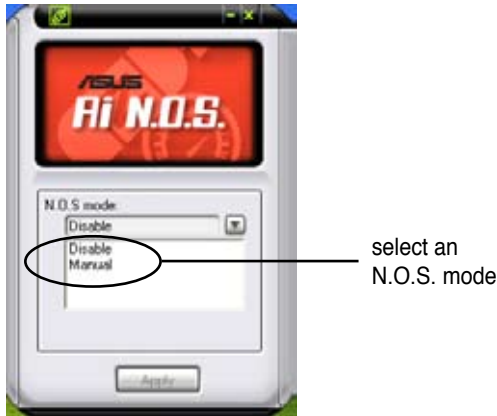 ASUS
Ai N.O.S.
N.O.S mode:
Disable
Disable
Manual
select an
N.O.S. mode
Apply